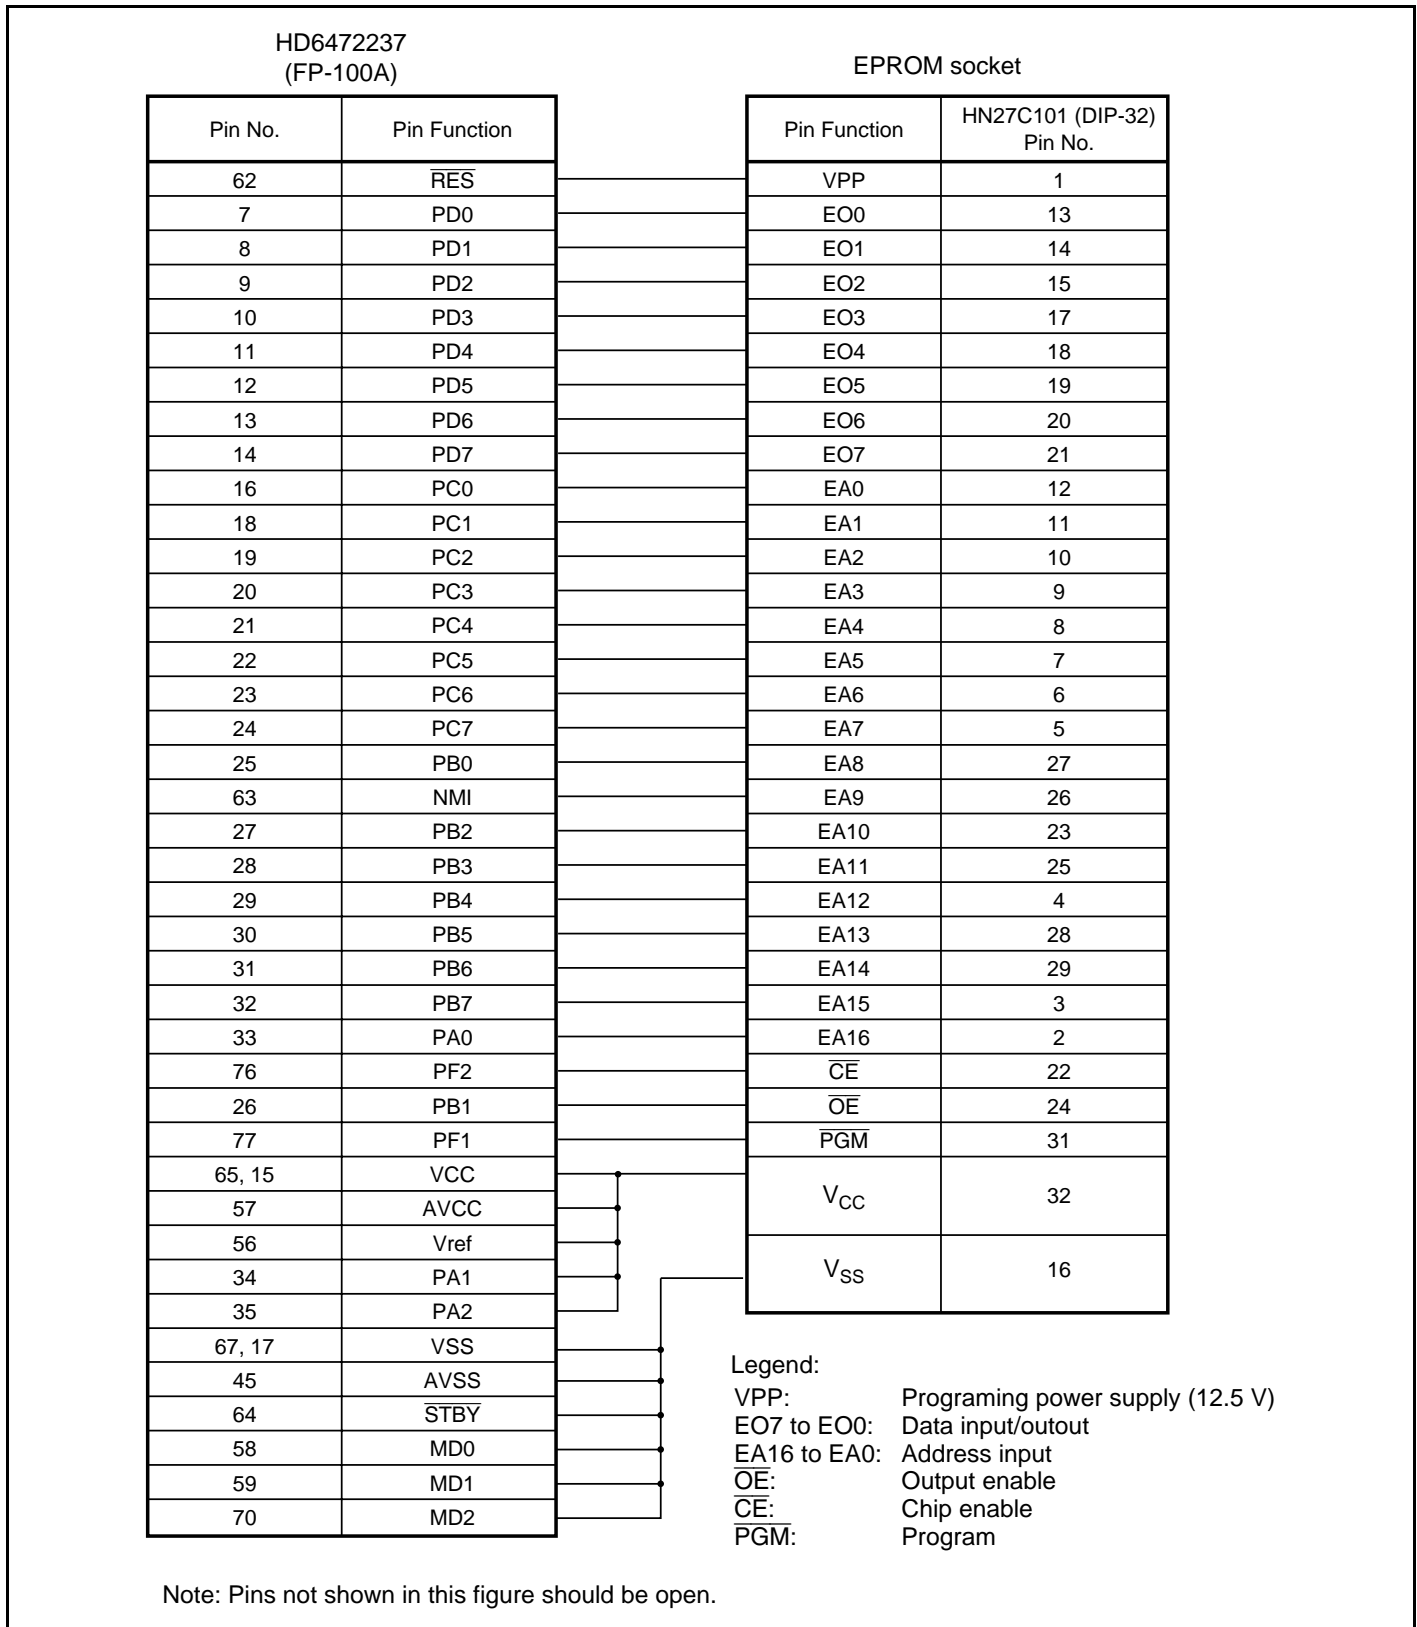 HD6472237
(FP-100A)
EPROM socket
Pin No. Pin Function Pin Function HN27C101 (DIP-32) Pin No.
62 RES VPP 1
7 PD0 EO0 13
8 PD1 EO1 14
9 PD2 EO2 15
10 PD3 EO3 17
11 PD4 EO4 18
12 PD5 EO5 19
13 PD6 EO6 20
14 PD7 EO7 21
16 PC0 EA0 12
18 PC1 EA1 11
19 PC2 EA2 10
20 PC3 EA3 9
21 PC4 EA4 8
22 PC5 EA5 7
23 PC6 EA6 6
24 PC7 EA7 5
25 PB0 EA8 27
63 NMI EA9 26
27 PB2 EA10 23
28 PB3 EA11 25
29 PB4 EA12 4
30 PB5 EA13 28
31 PB6 EA14 29
32 PB7 EA15 3
33 PA0 EA16 2
76 PF2 CE 22
26 PB1 OE 24
77 PF1 PGM 31
65, 15 VCC VCC 32
57 AVCC
56 Vref VSS 16
34 PA1
35 PA2
67, 17 VSS
45 AVSS
64 STBY
58 MD0
59 MD1
70 MD2
Legend:
VPP: Programing power supply (12.5 V)
EO7 to EO0: Data input/outout
EA16 to EA0: Address input
OE: Output enable
CE: Chip enable
PGM: Program
Note: Pins not shown in this figure should be open.